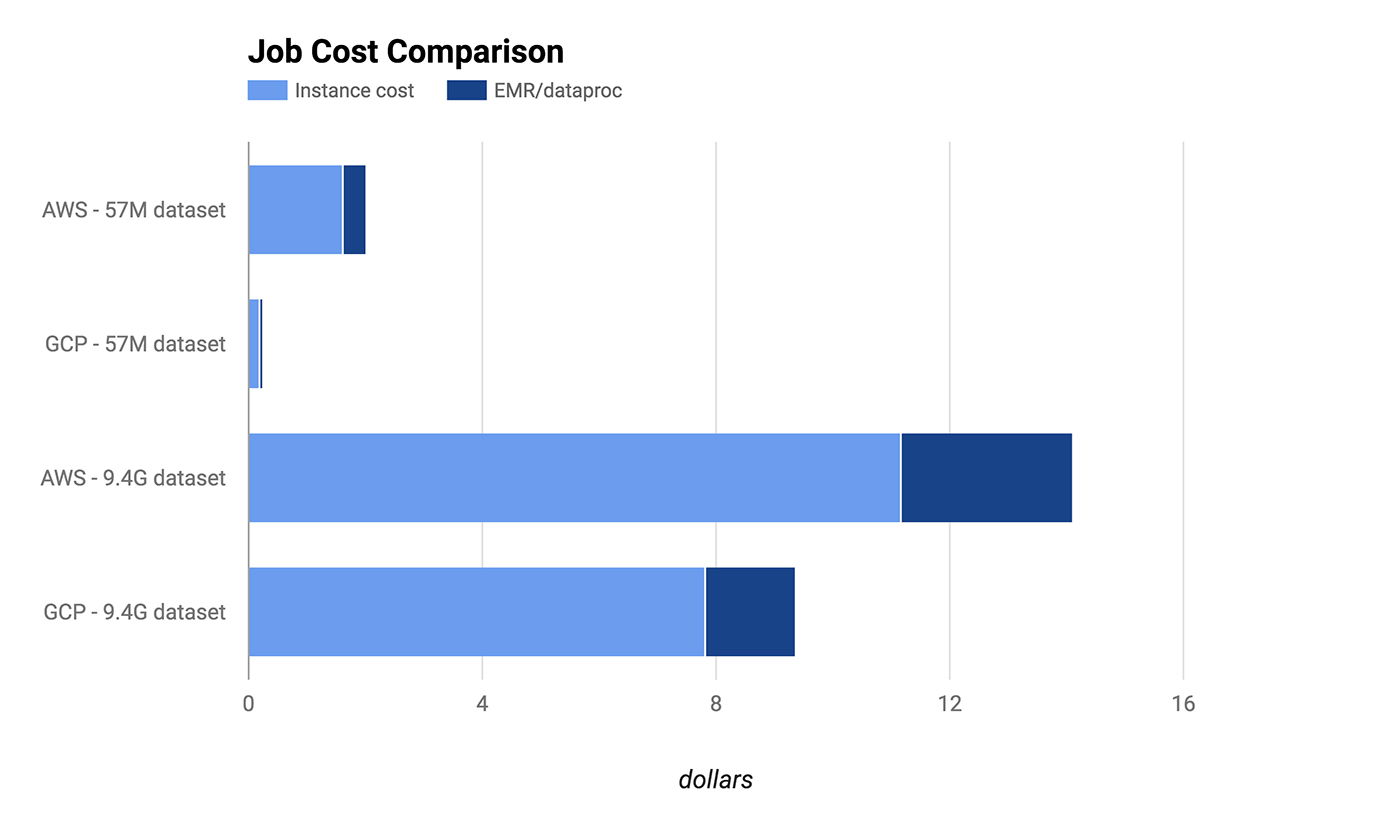 Job Cost Comparison
Instance cost EMR/dataproc
AWS - 57M dataset
GCP - 57M dataset
AWS - 9.4G dataset
GCP - 9.4G dataset
0 4 8 12 16
dollars